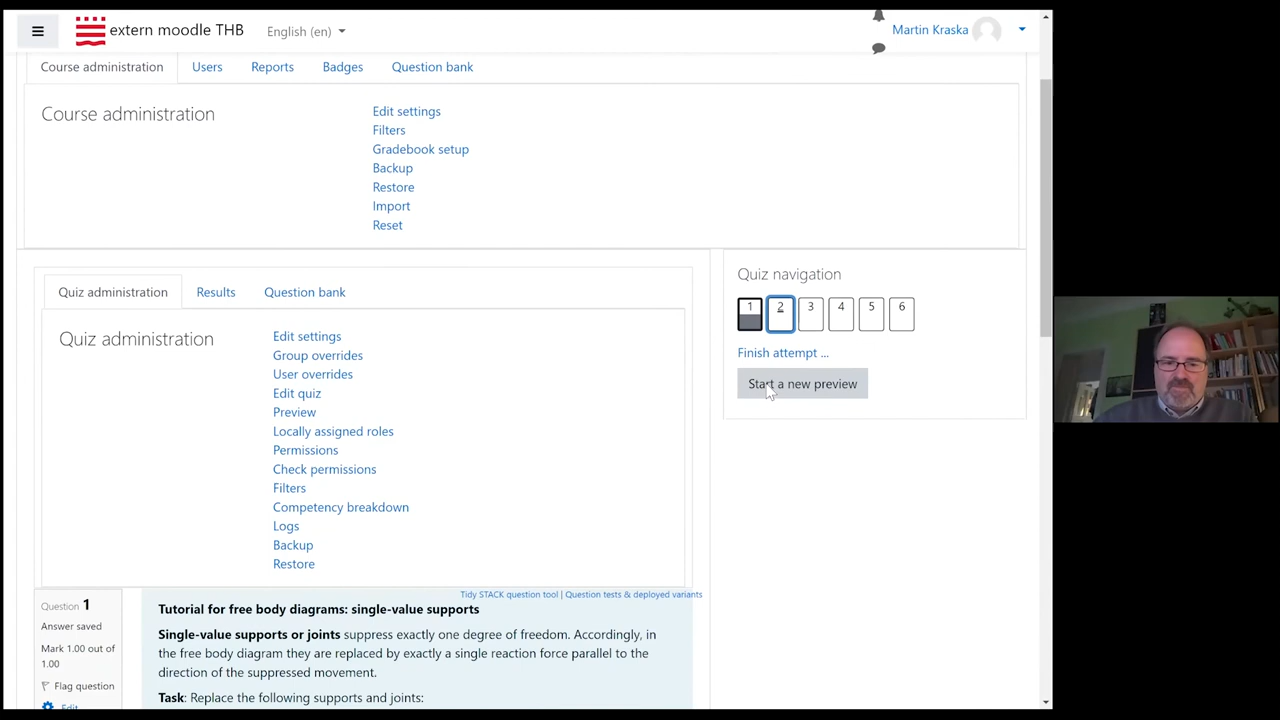 extern moodle THB
English (en)
Martin Kraska
Course administration
Users
Reports
Badges
Question bank
Course administration
Edit settings
Filters
Gradebook setup
Backup
Restore
Import
Reset
Quiz administration
Results
Question bank
Quiz administration
Edit settings
Group overrides
User overrides
Edit quiz
Preview
Locally assigned roles
Permissions
Check permissions
Filters
Competency breakdown
Logs
Backup
Restore
Quiz navigation
1 2 3 4 5 6
Finish attempt ...
Start a new preview
Question 1
Answer saved
Mark 1.00 out of
1.00
Flag question
Edit
Tidy STACK question tool | Question tests & deployed variants
Tutorial for free body diagrams: single-value supports
Single-value supports or joints suppress exactly one degree of freedom. Accordingly, in
the free body diagram they are replaced by exactly a single reaction force parallel to the
direction of the suppressed movement.
Task: Replace the following supports and joints: